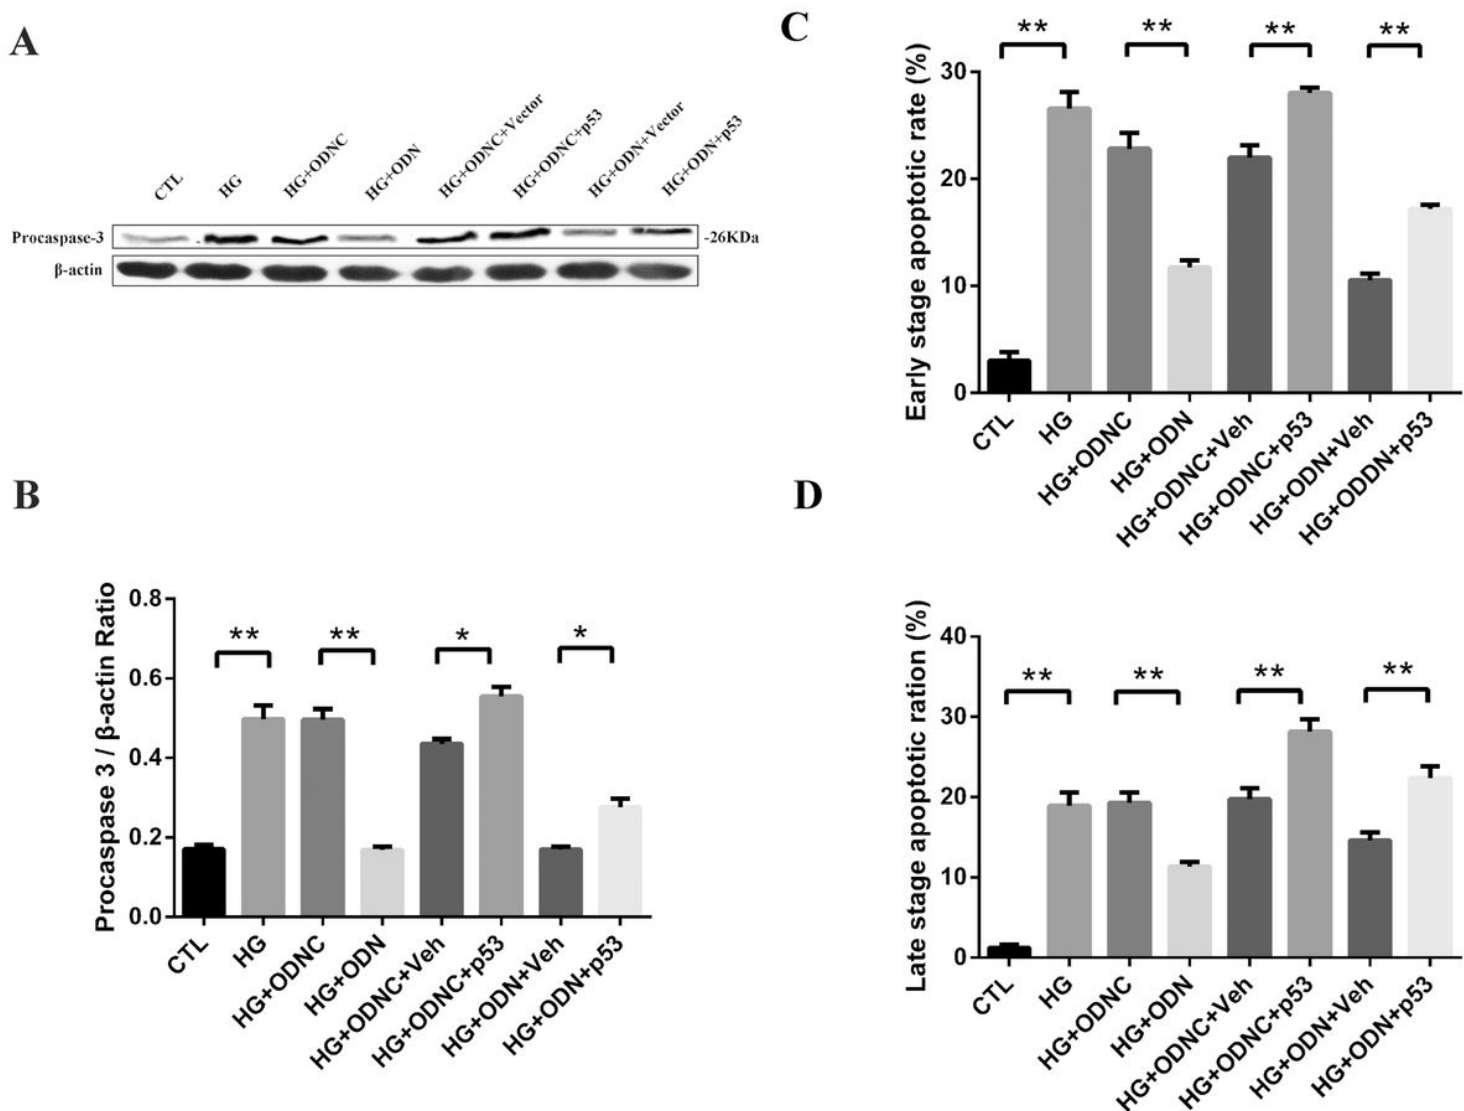 A
CTL
HG
HG+ODNC
HG+ODN
HG+ODNC+Vector
HG+ODNC+p53
HG+ODN+Vector
HG+ODN+p53
Procaspase-3
-26KDa
β-actin
B
Procaspase 3 / β-actin Ratio
0.8
0.6
0.4
0.2
0.0
**
**
*
*
CTL
HG
HG+ODNC
HG+ODN
HG+ODNC+Veh
HG+ODNC+p53
HG+ODN+Veh
HG+ODN+p53
C
Early stage apoptotic rate (%)
30
20
10
0
**
**
**
**
CTL
HG
HG+ODNC
HG+ODN
HG+ODNC+Veh
HG+ODNC+p53
HG+ODN+Veh
HG+ODDN+p53
D
Late stage apoptotic ration (%)
40
30
20
10
0
**
**
**
**
CTL
HG
HG+ODNC
HG+ODN
HG+ODNC+Veh
HG+ODNC+p53
HG+ODN+Veh
HG+ODN+p53